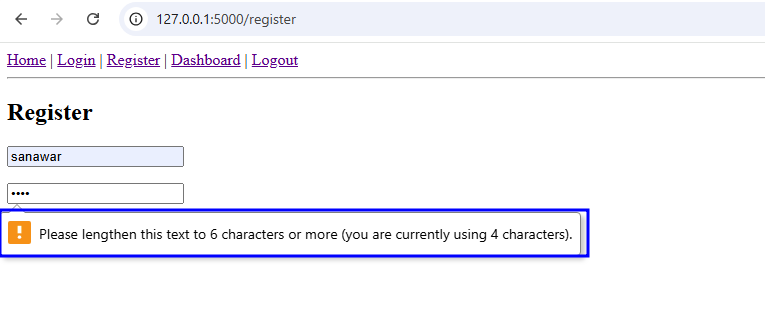 127.0.0.1:5000/register
Home | Login | Register | Dashboard | Logout
Register
sanawar
••••
Please lengthen this text to 6 characters or more (you are currently using 4 characters).